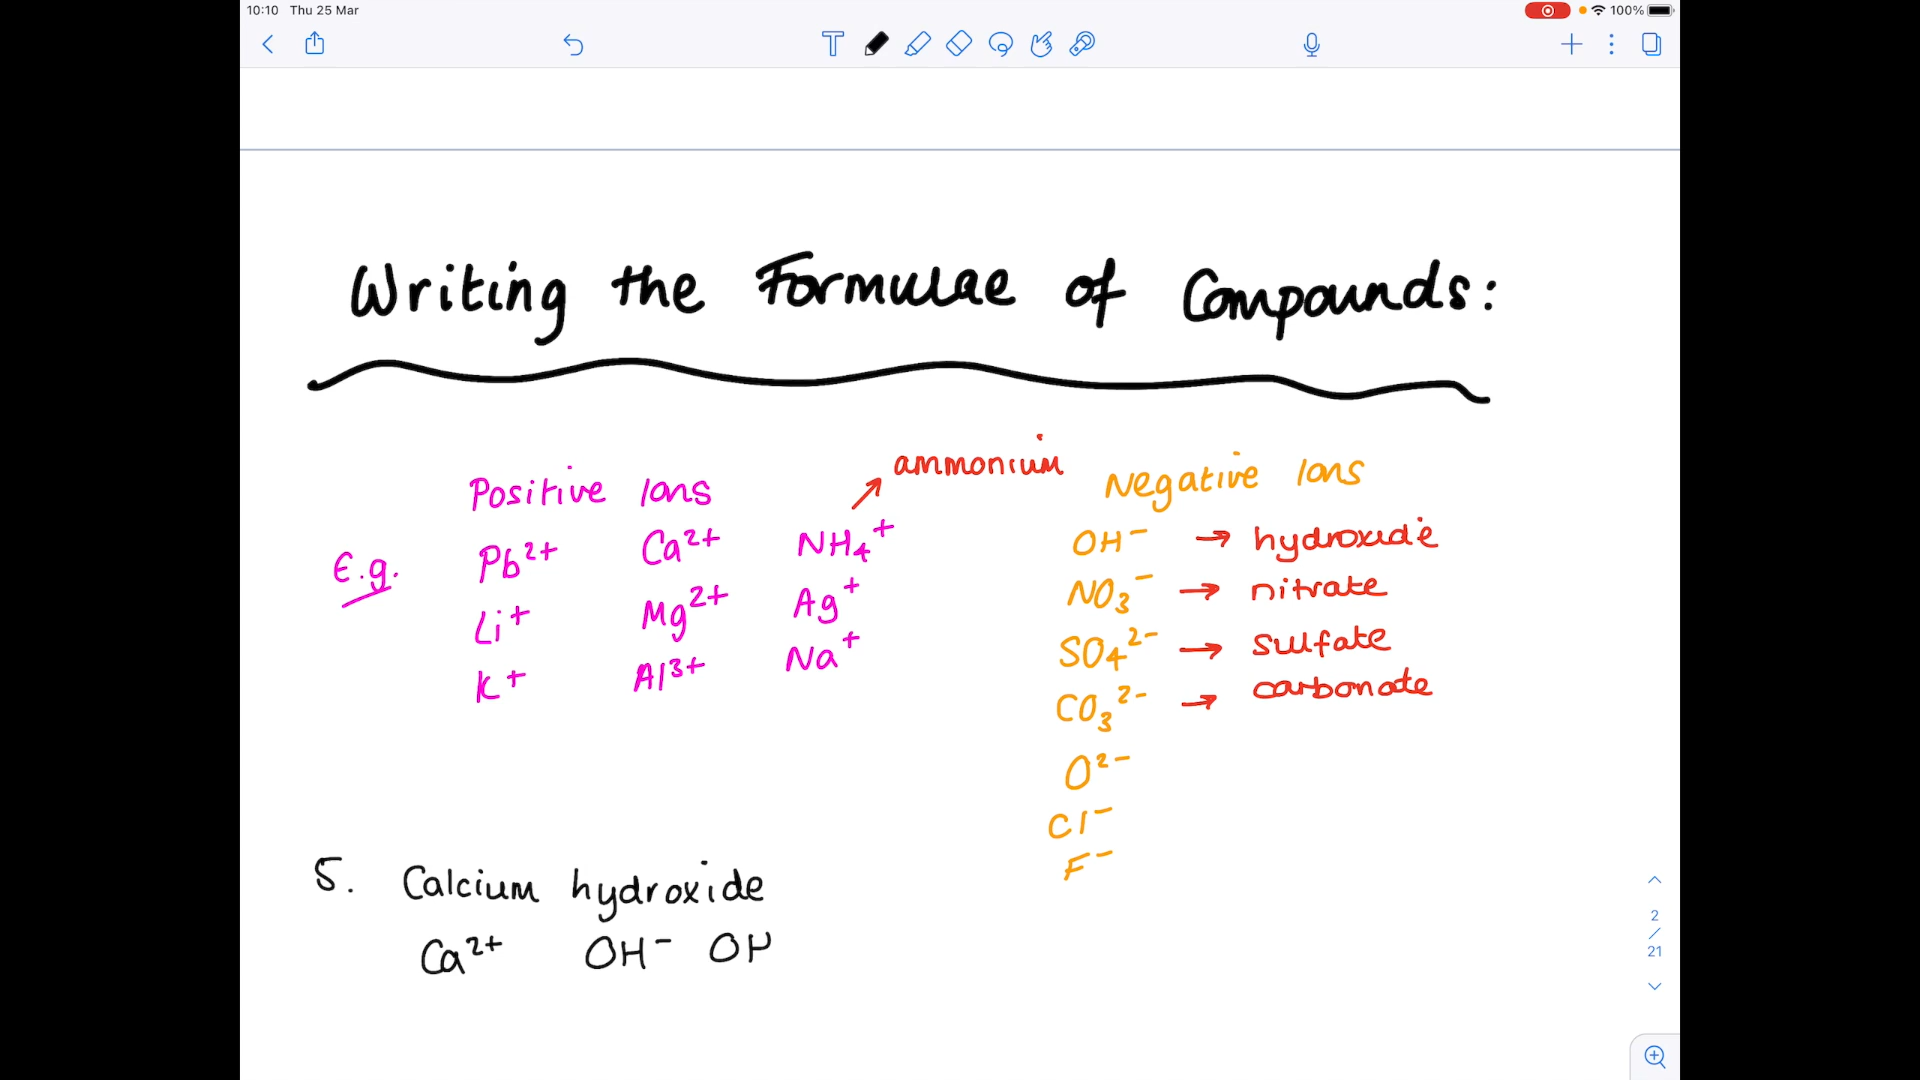 10:10 Thu 25 Mar
100%
Writing the Formulae of Compounds:
ammonium
Positive Ions
Negative Ions
E.g.
Pb²⁺ Ca²⁺ NH₄⁺
Li⁺ Mg²⁺ Ag⁺
K⁺ Al³⁺ Na⁺
OH⁻ → hydroxide
NO₃⁻ → nitrate
SO₄²⁻ → sulfate
CO₃²⁻ → carbonate
O²⁻
Cl⁻
F⁻
5. Calcium hydroxide
Ca²⁺ OH⁻ OH
2
/
21